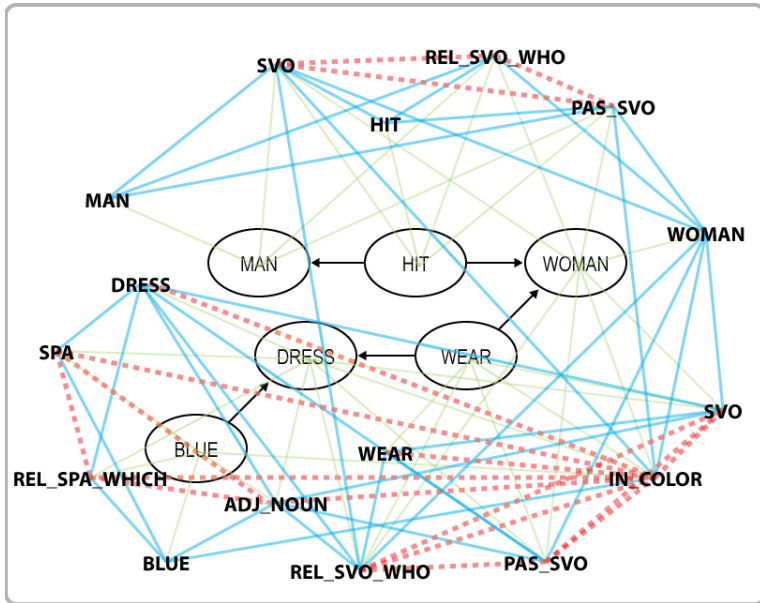 SVO
REL_SVO_WHO
PAS_SVO
HIT
MAN
WOMAN
MAN
HIT
WOMAN
DRESS
SPA
DRESS
WEAR
SVO
BLUE
WEAR
REL_SPA_WHICH
IN_COLOR
ADJ_NOUN
BLUE
REL_SVO_WHO
PAS_SVO